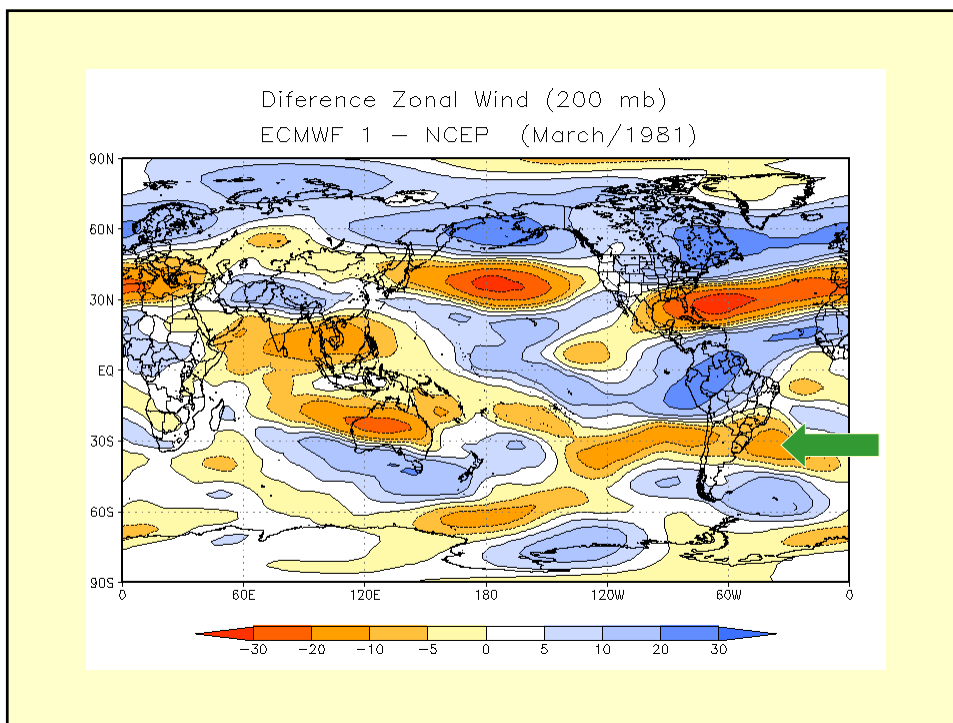 Diference Zonal Wind (200 mb)
ECMWF 1 – NCEP (March/1981)
90N
60N
30N
EQ
30S
60S
90S
0 60E 120E 180 120W 60W 0
−30 −20 −10 −5 0 5 10 20 30